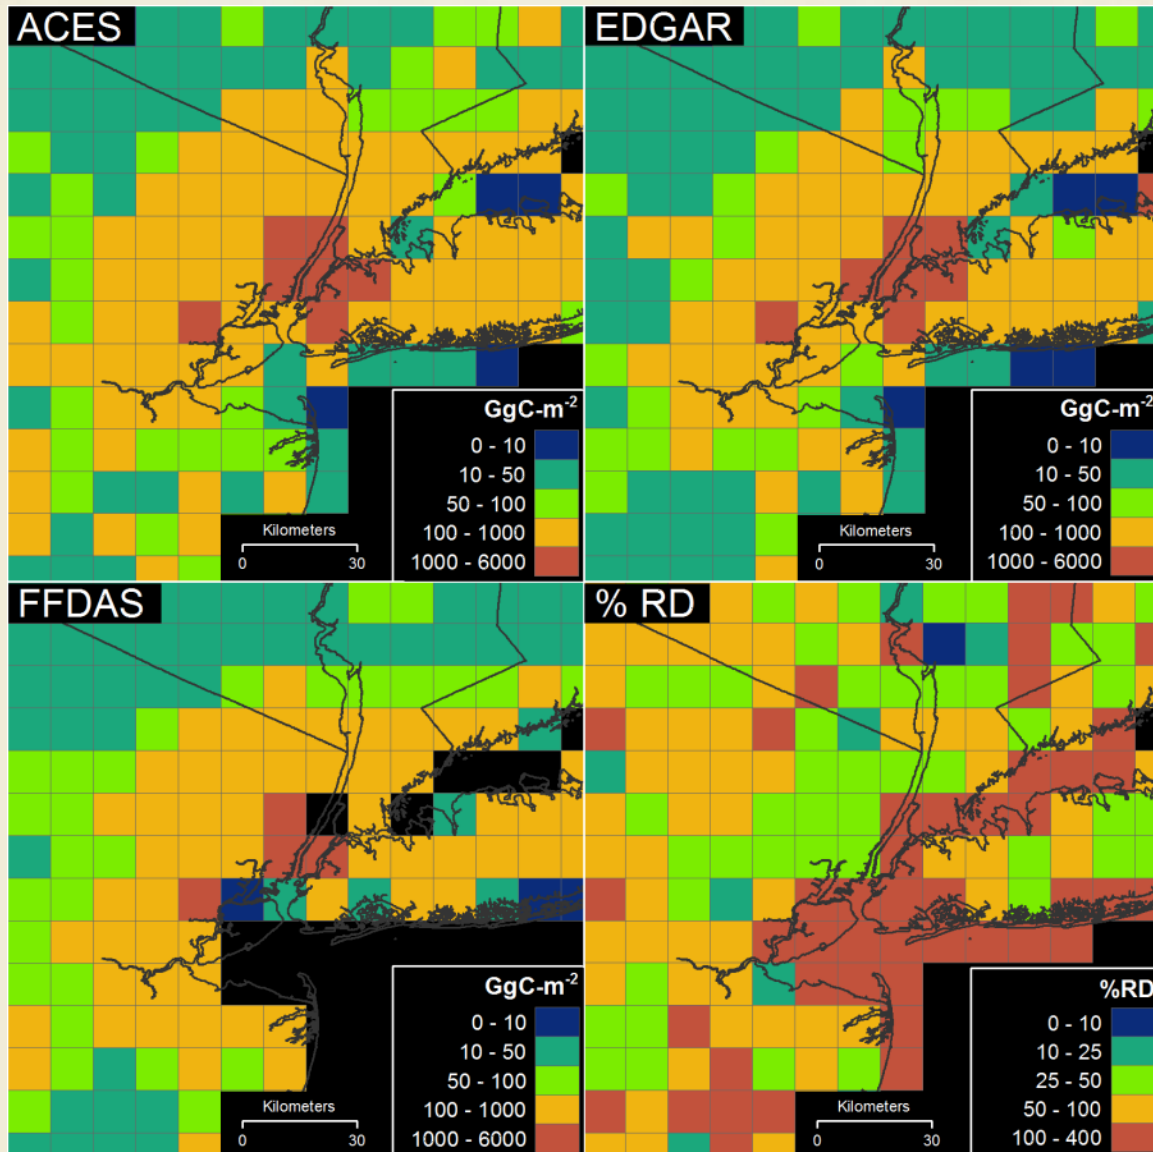 ACES
GgC-m-2
0 - 10
10 - 50
50 - 100
100 - 1000
1000 - 6000
Kilometers
0 30
EDGAR
GgC-m-2
0 - 10
10 - 50
50 - 100
100 - 1000
1000 - 6000
Kilometers
0 30
FFDAS
GgC-m-2
0 - 10
10 - 50
50 - 100
100 - 1000
1000 - 6000
Kilometers
0 30
% RD
%RD
0 - 10
10 - 25
25 - 50
50 - 100
100 - 400
Kilometers
0 30